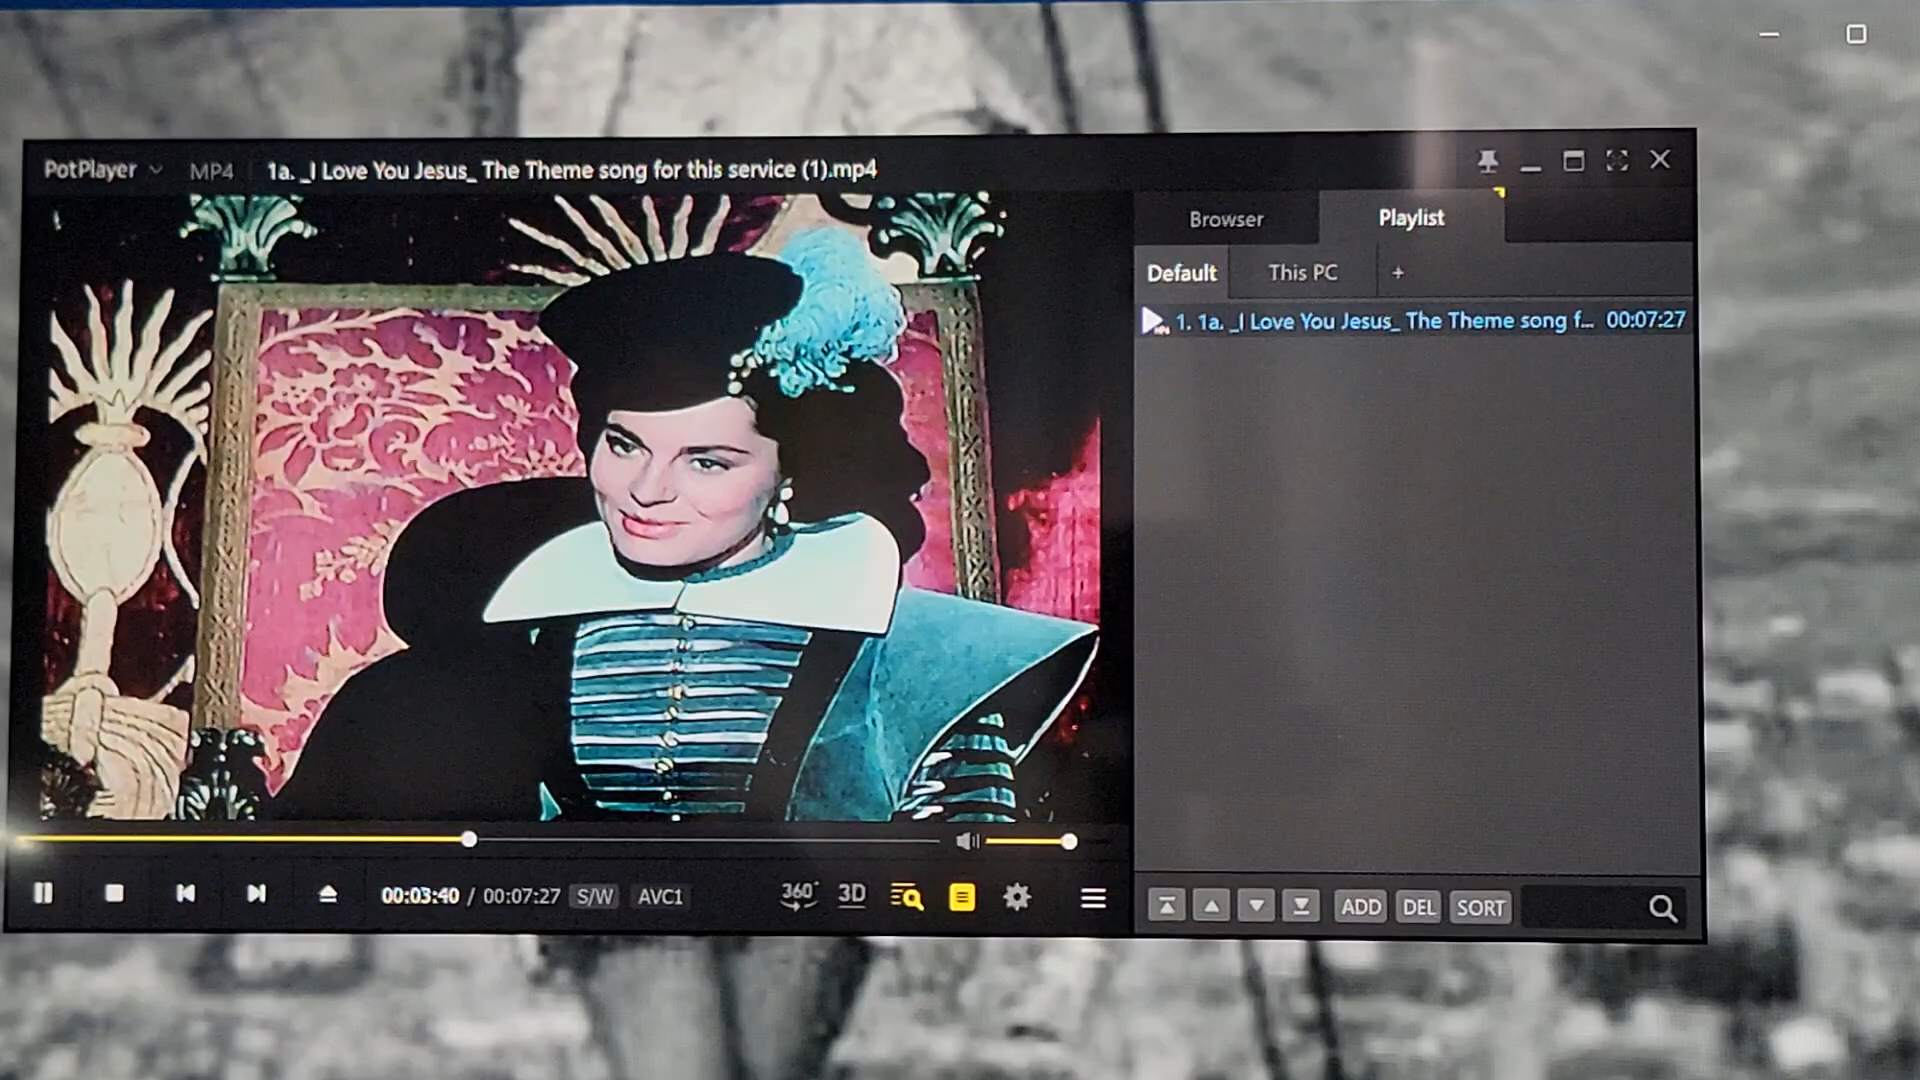 PotPlayer MP4 1a. _I Love You Jesus_ The Theme song for this service (1).mp4
Browser Playlist
Default This PC +
1. 1a. _I Love You Jesus_ The Theme song f... 00:07:27
00:03:40 / 00:07:27 S/W AVC1 360° 3D
ADD DEL SORT